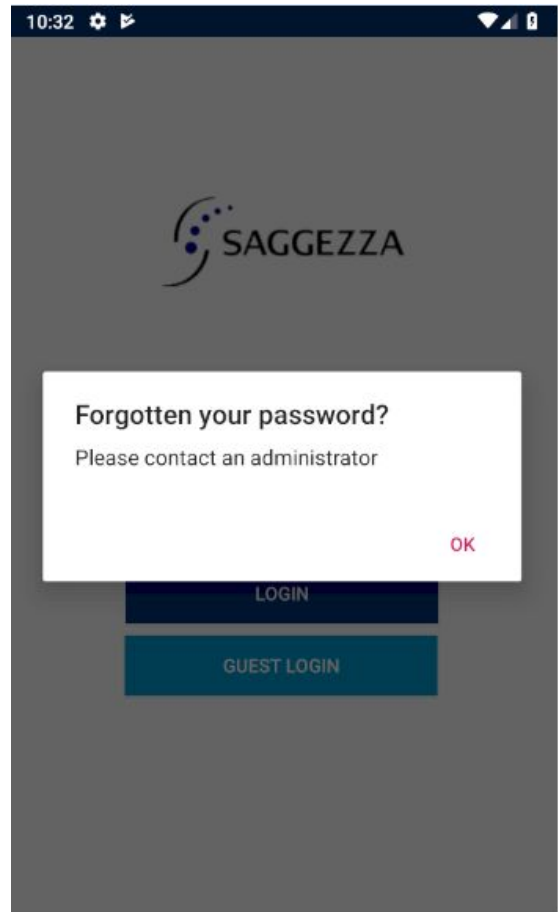 10:32
SAGGEZZA
Forgotten your password?
Please contact an administrator
OK
LOGIN
GUEST LOGIN